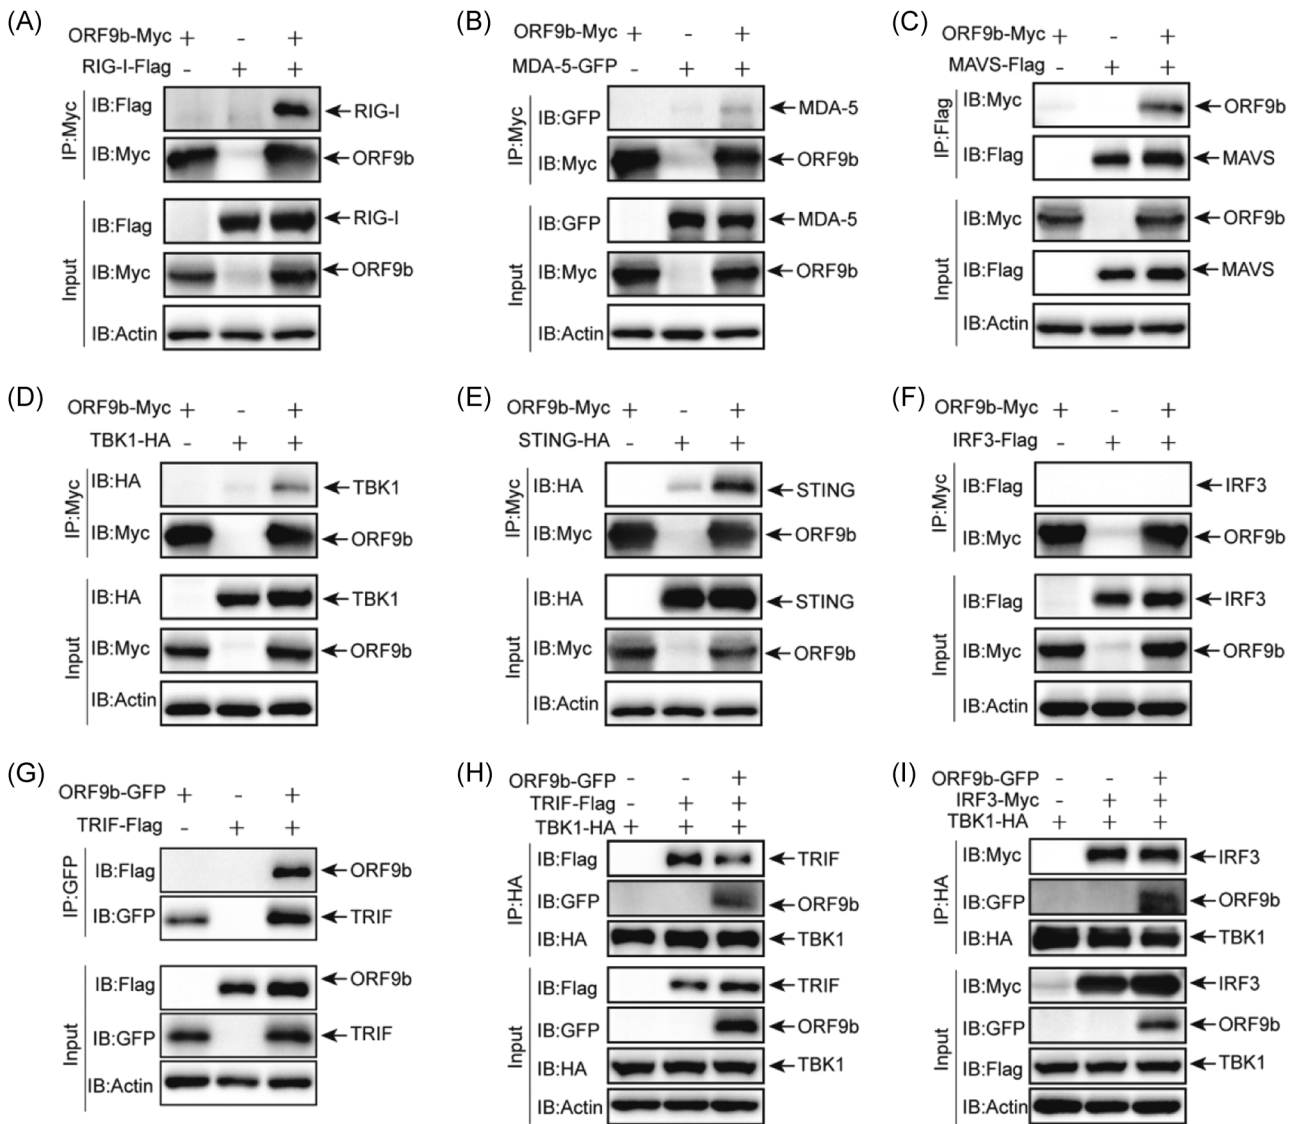 (A)
ORF9b-Myc + - +
RIG-I-Flag - + +
IP:Myc
IB:Flag RIG-I
IB:Myc ORF9b
Input
IB:Flag RIG-I
IB:Myc ORF9b
IB:Actin
(B)
ORF9b-Myc + - +
MDA-5-GFP - + +
IP:Myc
IB:GFP MDA-5
IB:Myc ORF9b
Input
IB:GFP MDA-5
IB:Myc ORF9b
IB:Actin
(C)
ORF9b-Myc + - +
MAVS-Flag - + +
IP:Flag
IB:Myc ORF9b
IB:Flag MAVS
Input
IB:Myc ORF9b
IB:Flag MAVS
IB:Actin
(D)
ORF9b-Myc + - +
TBK1-HA - + +
IP:Myc
IB:HA TBK1
IB:Myc ORF9b
Input
IB:HA TBK1
IB:Myc ORF9b
IB:Actin
(E)
ORF9b-Myc + - +
STING-HA - + +
IP:Myc
IB:HA STING
IB:Myc ORF9b
Input
IB:HA STING
IB:Myc ORF9b
IB:Actin
(F)
ORF9b-Myc + - +
IRF3-Flag - + +
IP:Myc
IB:Flag IRF3
IB:Myc ORF9b
Input
IB:Flag IRF3
IB:Myc ORF9b
IB:Actin
(G)
ORF9b-GFP + - +
TRIF-Flag - + +
IP:GFP
IB:Flag ORF9b
IB:GFP TRIF
Input
IB:Flag ORF9b
IB:GFP TRIF
IB:Actin
(H)
ORF9b-GFP - - +
TRIF-Flag - + +
TBK1-HA + + +
IP:HA
IB:Flag TRIF
IB:GFP ORF9b
IB:HA TBK1
Input
IB:Flag TRIF
IB:GFP ORF9b
IB:HA TBK1
IB:Actin
(I)
ORF9b-GFP - - +
IRF3-Myc - + +
TBK1-HA + + +
IP:HA
IB:Myc IRF3
IB:GFP ORF9b
IB:HA TBK1
Input
IB:Myc IRF3
IB:GFP ORF9b
IB:Flag TBK1
IB:Actin